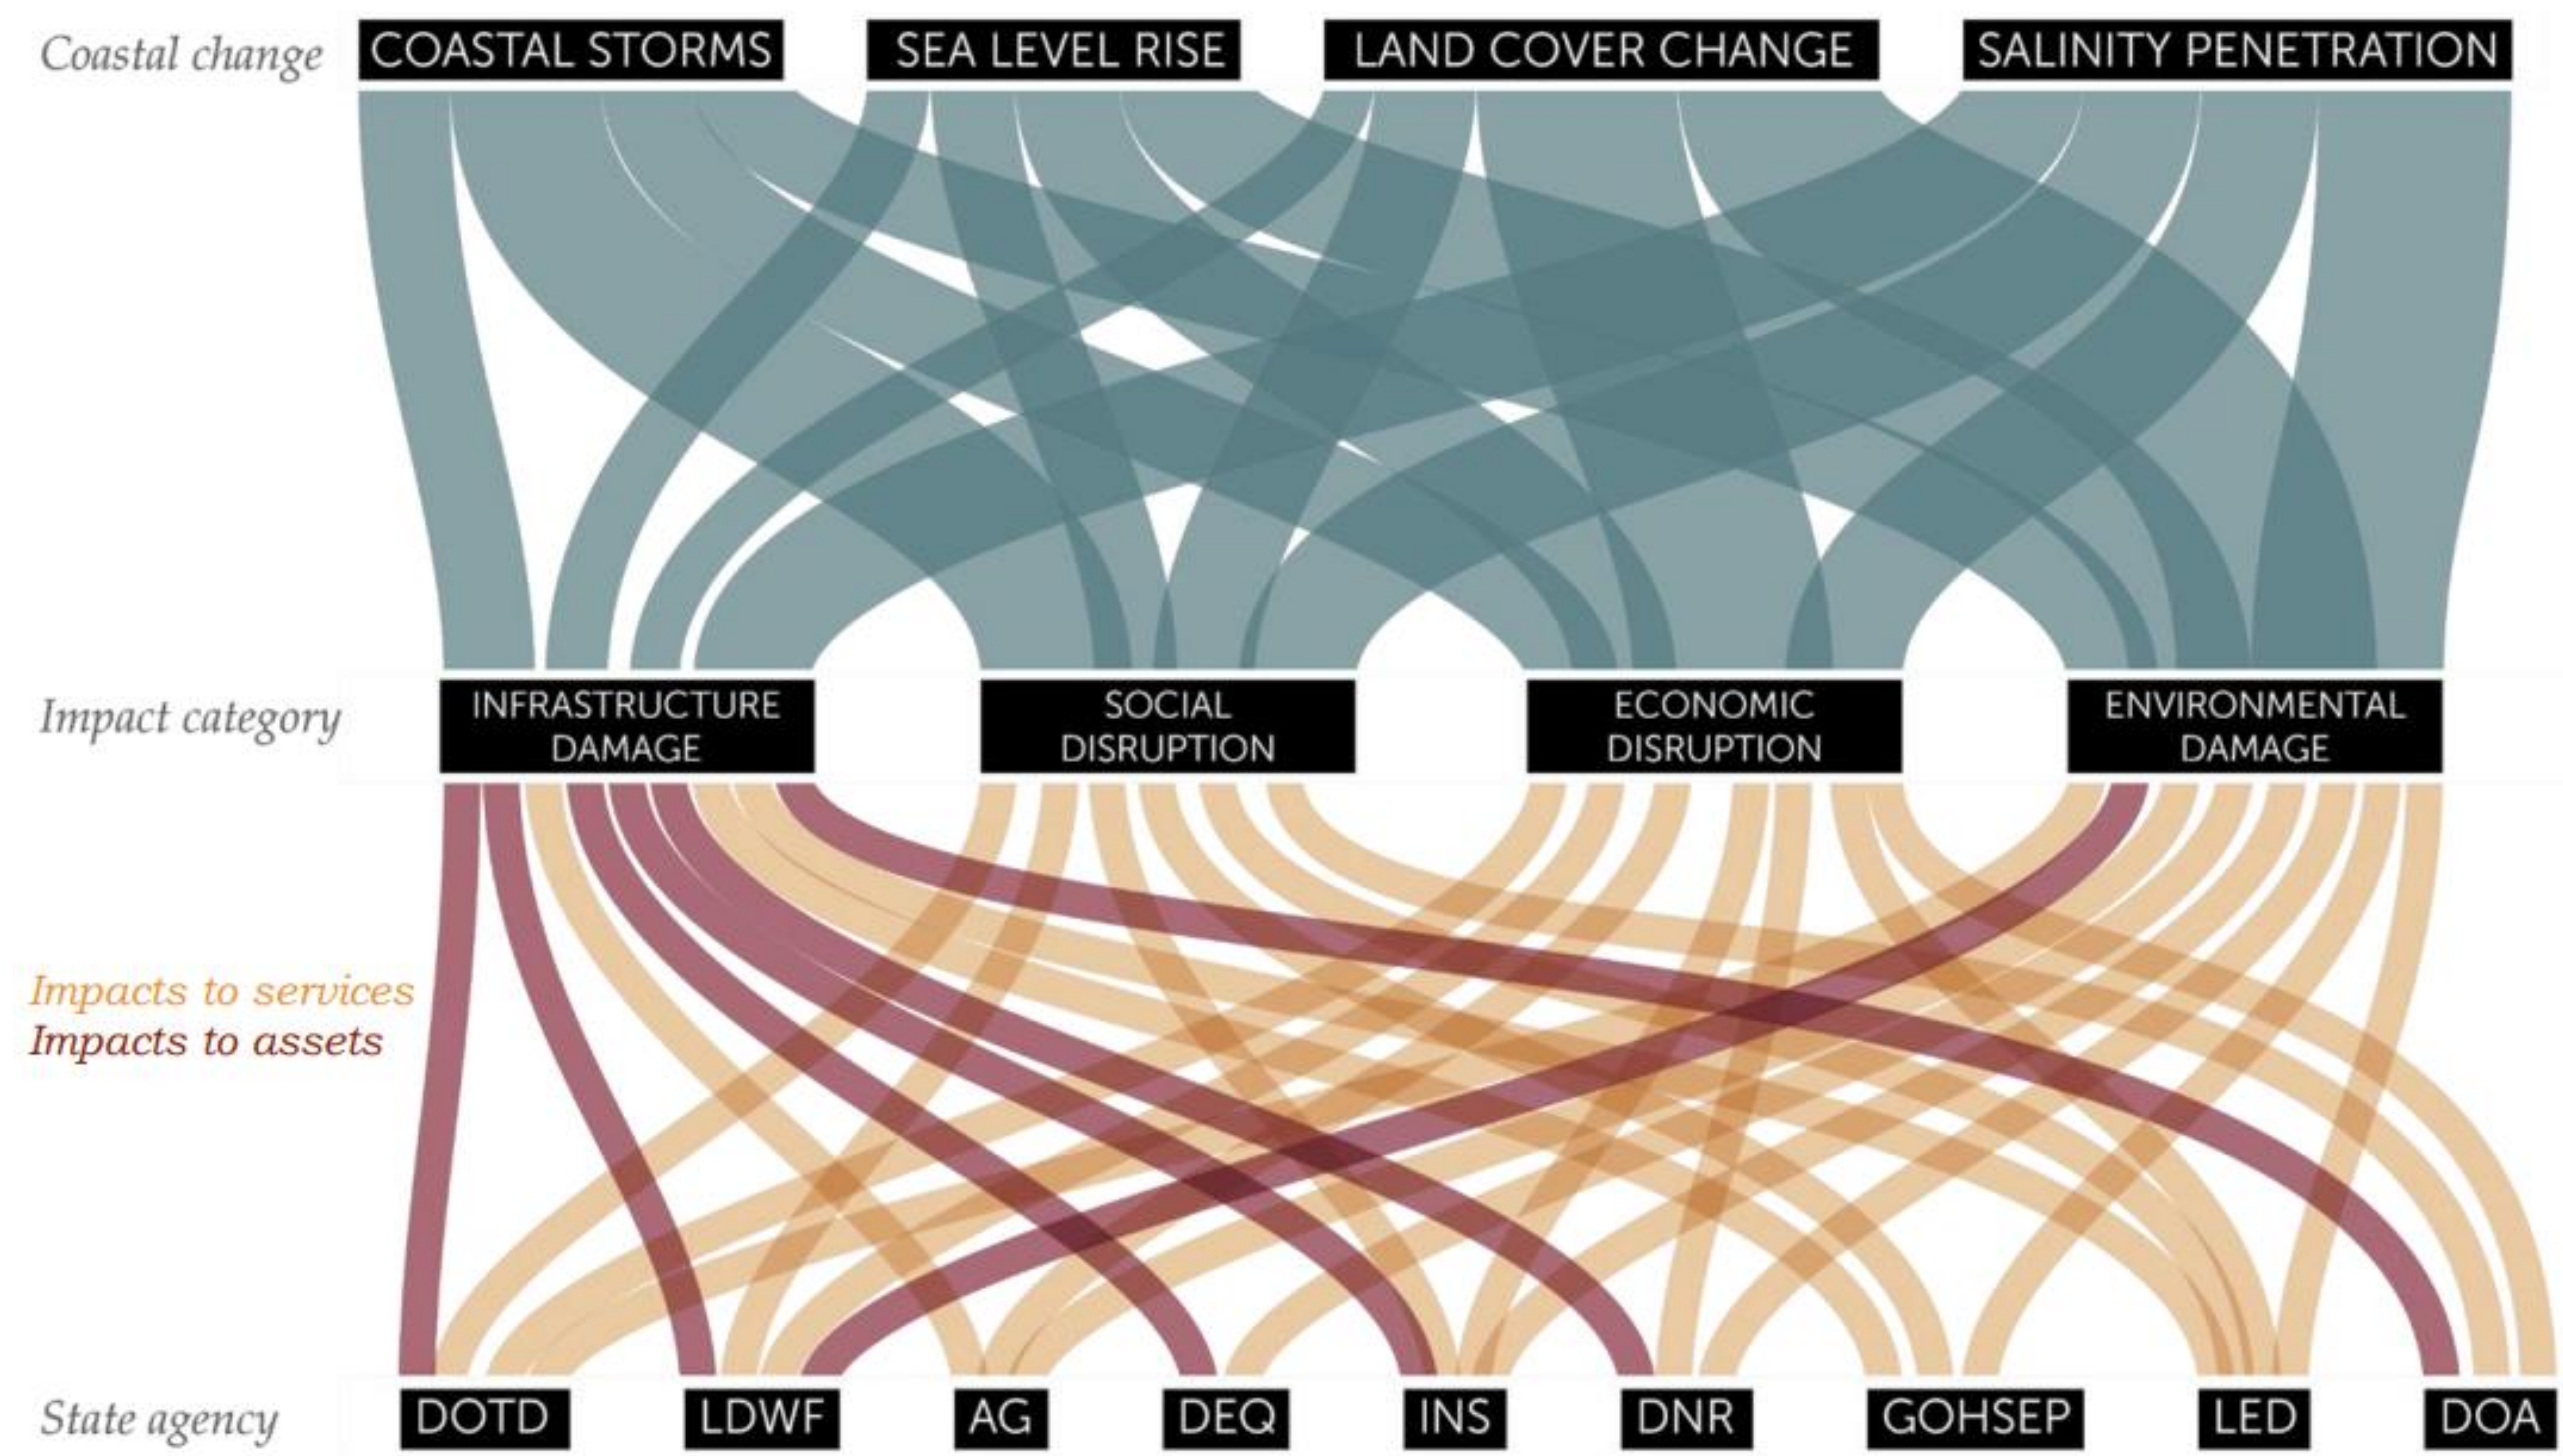 Coastal change
COASTAL STORMS
SEA LEVEL RISE
LAND COVER CHANGE
SALINITY PENETRATION
Impact category
INFRASTRUCTURE
DAMAGE
SOCIAL
DISRUPTION
ECONOMIC
DISRUPTION
ENVIRONMENTAL
DAMAGE
Impacts to services
Impacts to assets
State agency
DOTD
LDWF
AG
DEQ
INS
DNR
GOHSEP
LED
DOA